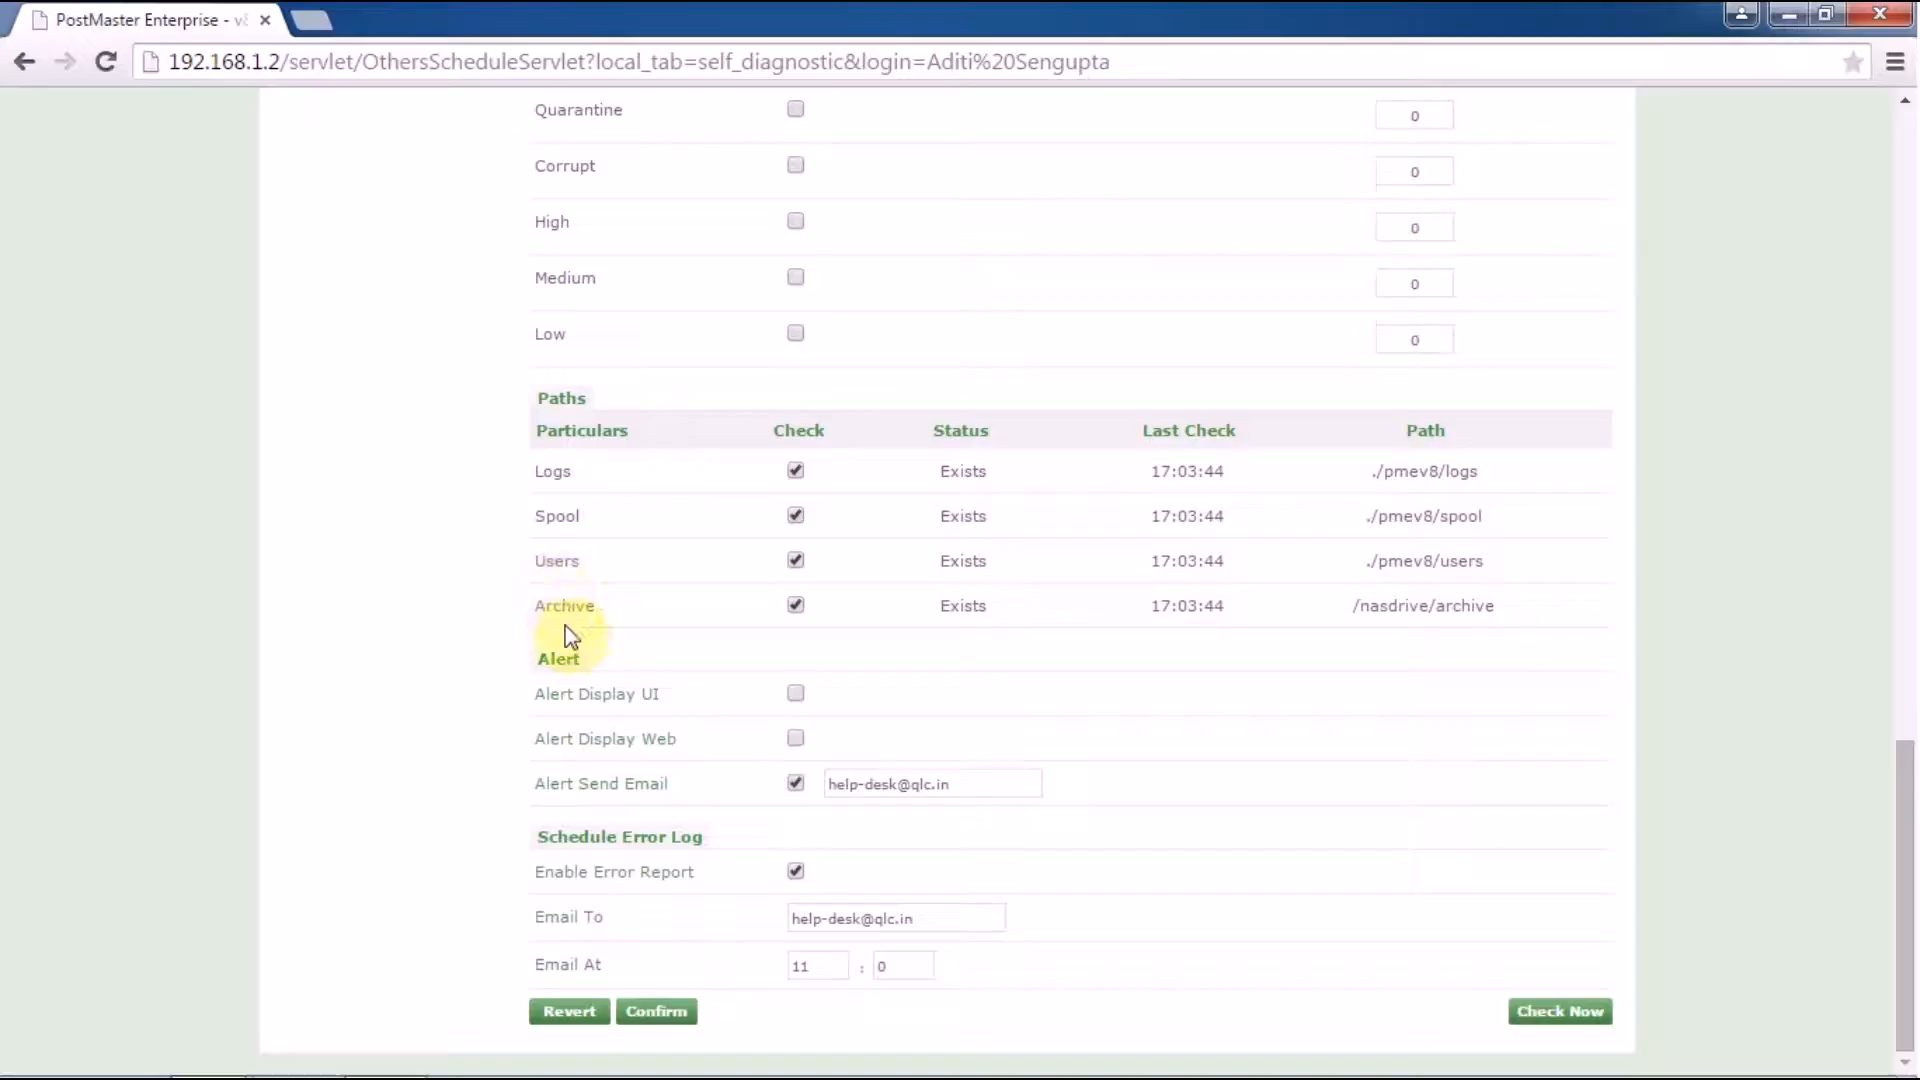 PostMaster Enterprise - v
192.168.1.2/servlet/OthersScheduleServlet?local_tab=self_diagnostic&login=Aditi%20Sengupta
Quarantine 0
Corrupt 0
High 0
Medium 0
Low 0
Paths
Particulars Check Status Last Check Path
Logs Exists 17:03:44 ./pmev8/logs
Spool Exists 17:03:44 ./pmev8/spool
Users Exists 17:03:44 ./pmev8/users
Archive Exists 17:03:44 /nasdrive/archive
Alert
Alert Display UI
Alert Display Web
Alert Send Email help-desk@qlc.in
Schedule Error Log
Enable Error Report
Email To help-desk@qlc.in
Email At 11 : 0
Revert Confirm Check Now